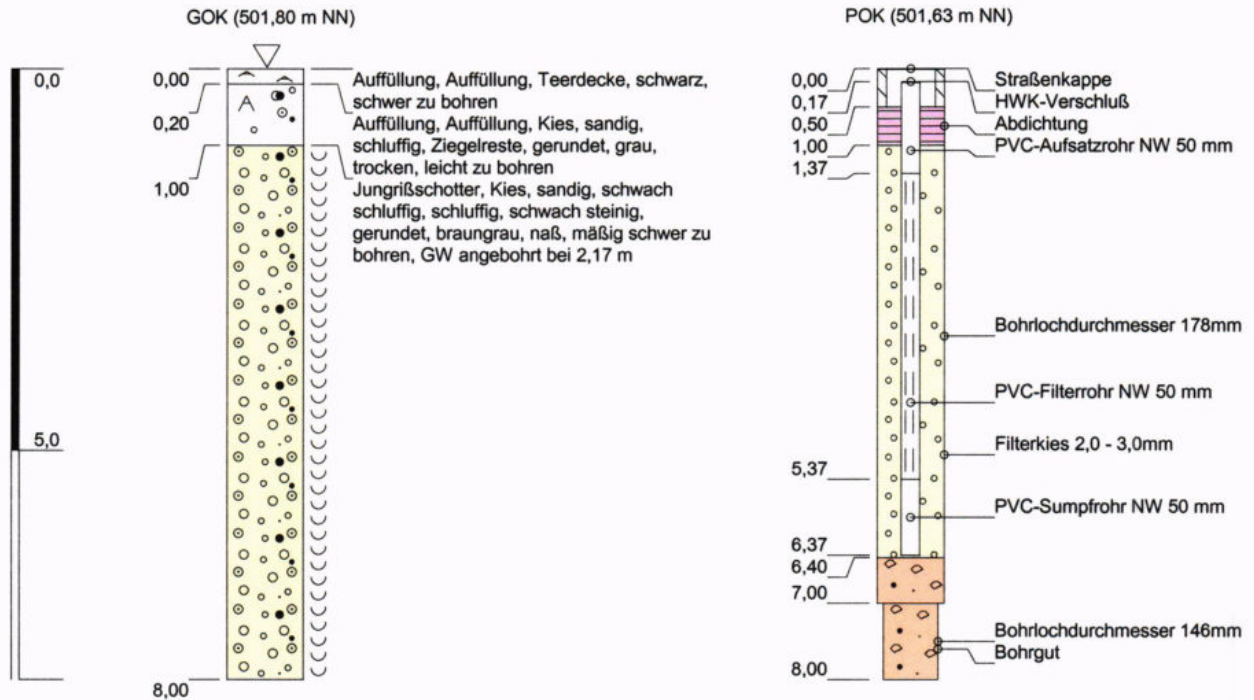 GOK (501,80 m NN)
0,0
5,0
0,00
0,20
1,00
8,00
Auffüllung, Auffüllung, Teerdecke, schwarz,
schwer zu bohren
Auffüllung, Auffüllung, Kies, sandig,
schluffig, Ziegelreste, gerundet, grau,
trocken, leicht zu bohren
Jungrißschotter, Kies, sandig, schwach
schluffig, schluffig, schwach steinig,
gerundet, braungrau, naß, mäßig schwer zu
bohren, GW angebohrt bei 2,17 m
POK (501,63 m NN)
0,00
0,17
0,50
1,00
1,37
5,37
6,37
6,40
7,00
8,00
Straßenkappe
HWK-Verschluß
Abdichtung
PVC-Aufsatzrohr NW 50 mm
Bohrlochdurchmesser 178mm
PVC-Filterrohr NW 50 mm
Filterkies 2,0 - 3,0mm
PVC-Sumpfrohr NW 50 mm
Bohrlochdurchmesser 146mm
Bohrgut